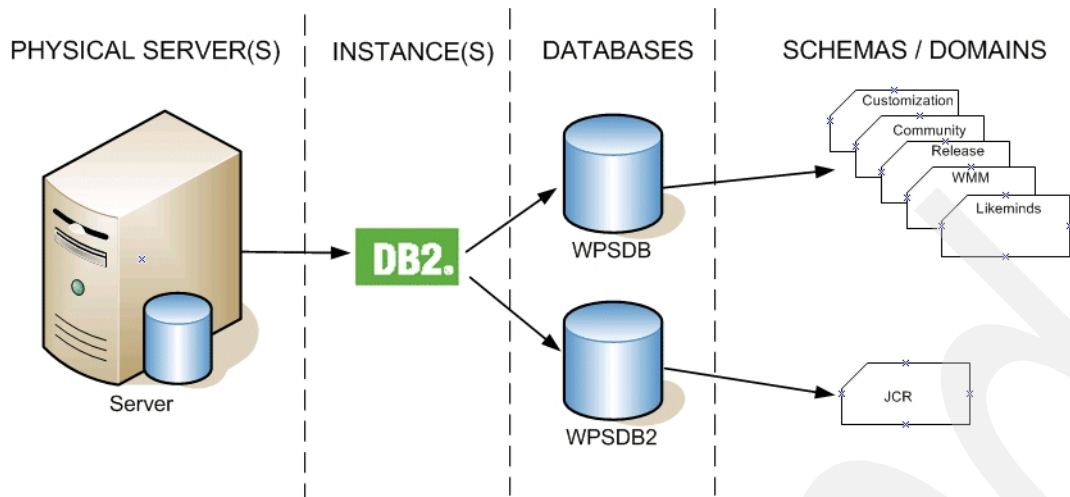 PHYSICAL SERVER(S)
INSTANCE(S)
DATABASES
SCHEMAS / DOMAINS
Customization
Community
Release
WMM
Likeminds
WPSDB
DB2.®
Server
WPSDB2
JCR